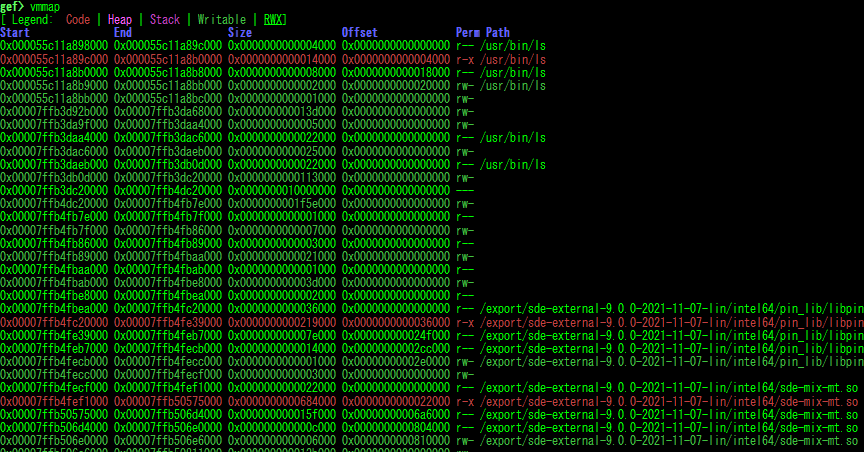 gef> vmmap
[ Legend:  Code | Heap | Stack | Writable | RWX]
Start              End                Size               Offset             Perm Path
0x000055c11a898000 0x000055c11a89c000 0x0000000000004000 0x0000000000000000 r-- /usr/bin/ls
0x000055c11a89c000 0x000055c11a8b0000 0x0000000000014000 0x0000000000004000 r-x /usr/bin/ls
0x000055c11a8b0000 0x000055c11a8b8000 0x0000000000008000 0x0000000000018000 r-- /usr/bin/ls
0x000055c11a8b9000 0x000055c11a8bb000 0x0000000000002000 0x0000000000020000 rw- /usr/bin/ls
0x000055c11a8bb000 0x000055c11a8bc000 0x0000000000001000 0x0000000000000000 rw-
0x00007ffb3d92b000 0x00007ffb3da68000 0x000000000013d000 0x0000000000000000 rw-
0x00007ffb3da9f000 0x00007ffb3daa4000 0x0000000000005000 0x0000000000000000 rw-
0x00007ffb3daa4000 0x00007ffb3dac6000 0x0000000000022000 0x0000000000000000 r-- /usr/bin/ls
0x00007ffb3dac6000 0x00007ffb3daeb000 0x0000000000025000 0x0000000000000000 rw-
0x00007ffb3daeb000 0x00007ffb3db0d000 0x0000000000022000 0x0000000000000000 r-- /usr/bin/ls
0x00007ffb3db0d000 0x00007ffb3dc20000 0x0000000000113000 0x0000000000000000 rw-
0x00007ffb3dc20000 0x00007ffb4dc20000 0x0000000010000000 0x0000000000000000 ---
0x00007ffb4dc20000 0x00007ffb4fb7e000 0x0000000001f5e000 0x0000000000000000 rw-
0x00007ffb4fb7e000 0x00007ffb4fb7f000 0x0000000000001000 0x0000000000000000 r--
0x00007ffb4fb7f000 0x00007ffb4fb86000 0x0000000000007000 0x0000000000000000 rw-
0x00007ffb4fb86000 0x00007ffb4fb89000 0x0000000000003000 0x0000000000000000 r--
0x00007ffb4fb89000 0x00007ffb4fbaa000 0x0000000000021000 0x0000000000000000 rw-
0x00007ffb4fbaa000 0x00007ffb4fbab000 0x0000000000001000 0x0000000000000000 r--
0x00007ffb4fbab000 0x00007ffb4fbe8000 0x000000000003d000 0x0000000000000000 rw-
0x00007ffb4fbe8000 0x00007ffb4fbea000 0x0000000000002000 0x0000000000000000 r--
0x00007ffb4fbea000 0x00007ffb4fc20000 0x0000000000036000 0x0000000000000000 r-- /export/sde-external-9.0.0-2021-11-07-lin/intel64/pin_lib/libpin
0x00007ffb4fc20000 0x00007ffb4fe39000 0x0000000000219000 0x0000000000036000 r-x /export/sde-external-9.0.0-2021-11-07-lin/intel64/pin_lib/libpin
0x00007ffb4fe39000 0x00007ffb4feb7000 0x000000000007e000 0x000000000024f000 r-- /export/sde-external-9.0.0-2021-11-07-lin/intel64/pin_lib/libpin
0x00007ffb4feb7000 0x00007ffb4fecb000 0x0000000000014000 0x00000000002cc000 r-- /export/sde-external-9.0.0-2021-11-07-lin/intel64/pin_lib/libpin
0x00007ffb4fecb000 0x00007ffb4fecc000 0x0000000000001000 0x00000000002e0000 rw- /export/sde-external-9.0.0-2021-11-07-lin/intel64/pin_lib/libpin
0x00007ffb4fecc000 0x00007ffb4fecf000 0x0000000000003000 0x0000000000000000 rw-
0x00007ffb4fecf000 0x00007ffb4fef1000 0x0000000000022000 0x0000000000000000 r-- /export/sde-external-9.0.0-2021-11-07-lin/intel64/sde-mix-mt.so
0x00007ffb4fef1000 0x00007ffb50575000 0x0000000000684000 0x0000000000022000 r-x /export/sde-external-9.0.0-2021-11-07-lin/intel64/sde-mix-mt.so
0x00007ffb50575000 0x00007ffb506d4000 0x000000000015f000 0x00000000006a6000 r-- /export/sde-external-9.0.0-2021-11-07-lin/intel64/sde-mix-mt.so
0x00007ffb506d4000 0x00007ffb506e0000 0x000000000000c000 0x0000000000804000 r-- /export/sde-external-9.0.0-2021-11-07-lin/intel64/sde-mix-mt.so
0x00007ffb506e0000 0x00007ffb506e6000 0x0000000000006000 0x0000000000810000 rw- /export/sde-external-9.0.0-2021-11-07-lin/intel64/sde-mix-mt.so